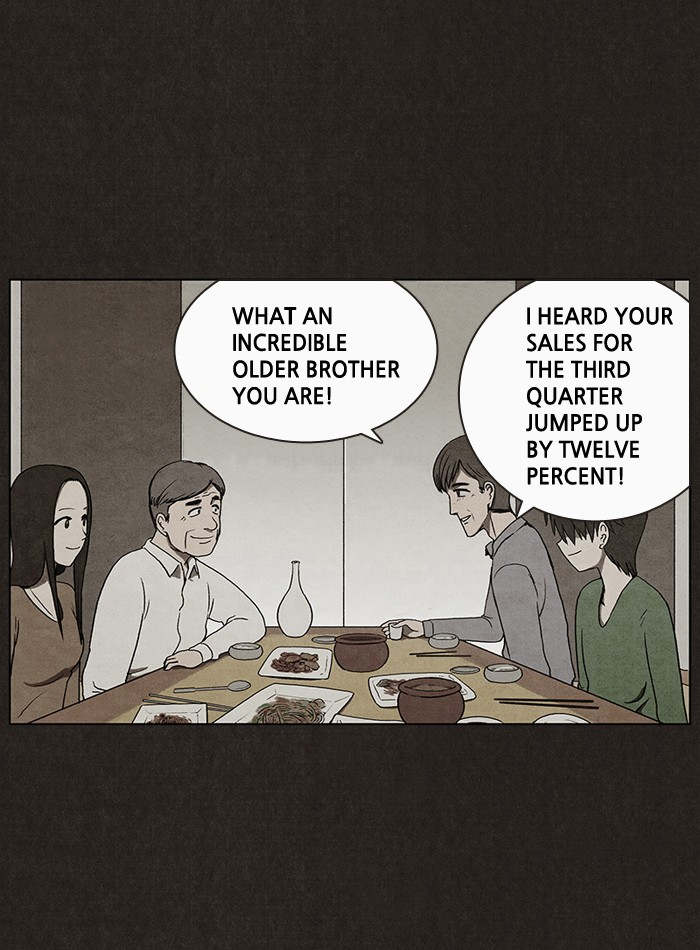 WHAT AN
INCREDIBLE
OLDER BROTHER
YOU ARE!
I HEARD YOUR
SALES FOR
THE THIRD
QUARTER
JUMPED UP
BY TWELVE
PERCENT!